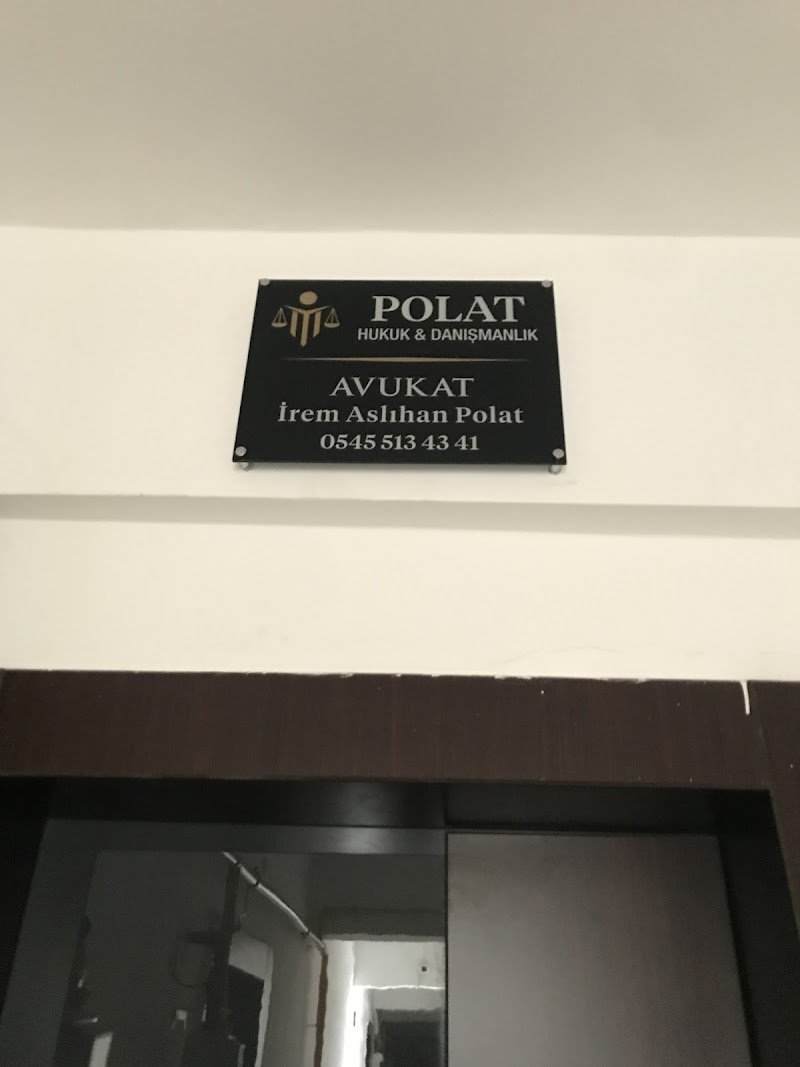 POLAT
HUKUK & DANIŞMANLIK
AVUKAT
İrem Aslıhan Polat
0545 513 43 41